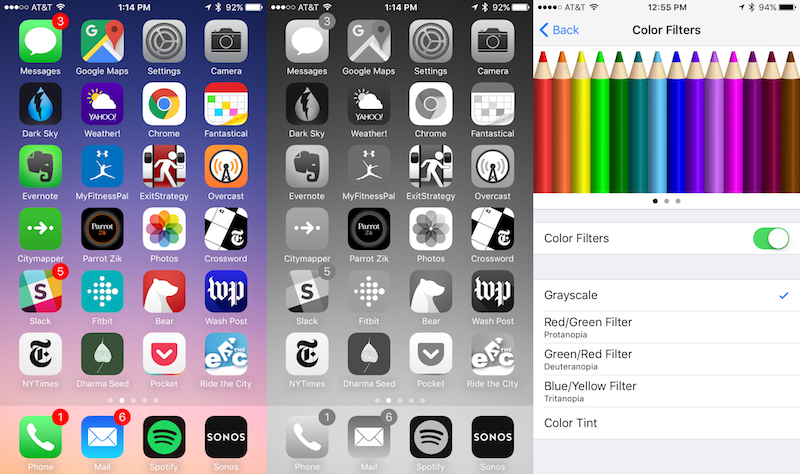 AT&T 1:14 PM 92%
3
Messages Google Maps Settings Camera
YAHOO!
Dark Sky Weather! Chrome Fantastical
Evernote MyFitnessPal ExitStrategy Overcast
Parrot
Zik
Citymapper Parrot Zik Photos Crossword
5
S
wp
Slack Fitbit Bear Wash Post
NYTimes Dharma Seed Pocket Ride the City
1 6
SONOS
Phone Mail Spotify Sonos
AT&T 1:14 PM 92%
3
Messages Google Maps Settings Camera
YAHOO!
Dark Sky Weather! Chrome Fantastical
Evernote MyFitnessPal ExitStrategy Overcast
Parrot
Zik
Citymapper Parrot Zik Photos Crossword
5
S
wp
Slack Fitbit Bear Wash Post
NYTimes Dharma Seed Pocket Ride the City
1 6
SONOS
Phone Mail Spotify Sonos
AT&T 12:55 PM 94%
Back Color Filters
Color Filters
Grayscale
Red/Green Filter
Protanopia
Green/Red Filter
Deuteranopia
Blue/Yellow Filter
Tritanopia
Color Tint